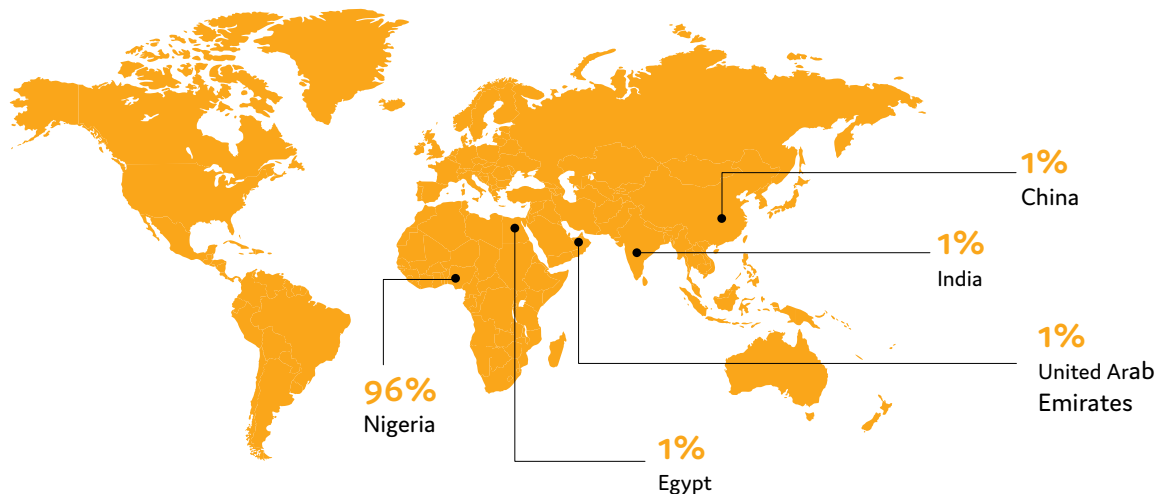 1%
China
1%
India
1%
United Arab
Emirates
96%
Nigeria
1%
Egypt